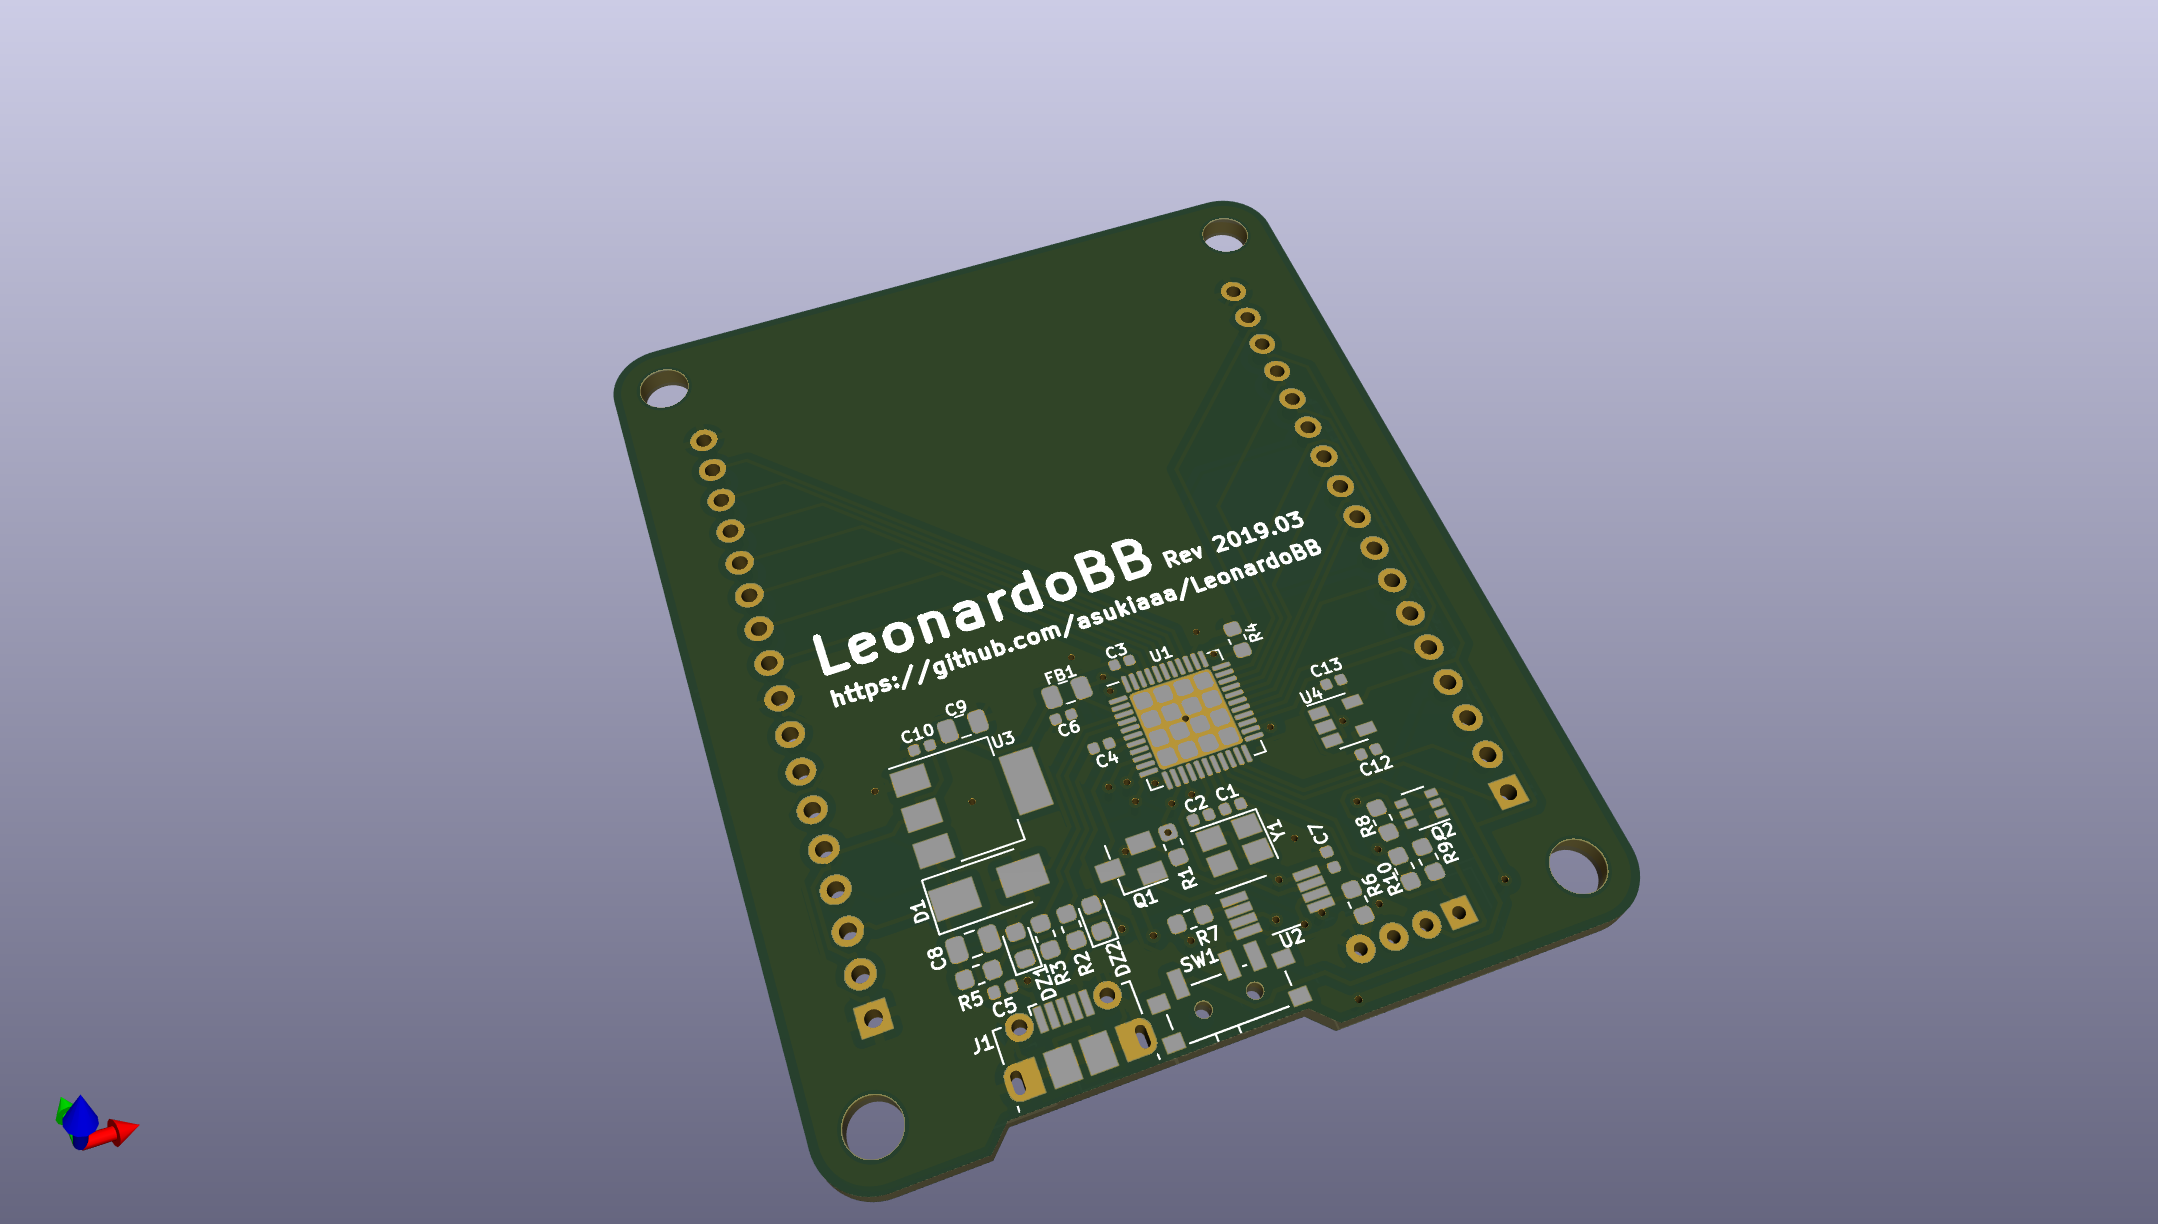 LeonardoBB Rev 2019.03
https://github.com/asukiaaa/LeonardoBB
R4
C3 U1
FB1
C13
U4
C9
C10
U3
C6
C4
C12
C2 C1
Y1
C7
R8
Q2
R9
R10
R6
R1
Q1
D1
R7
U2
SW1
C8
R5
C5
DZ1
R3
R2
DZ2
J1